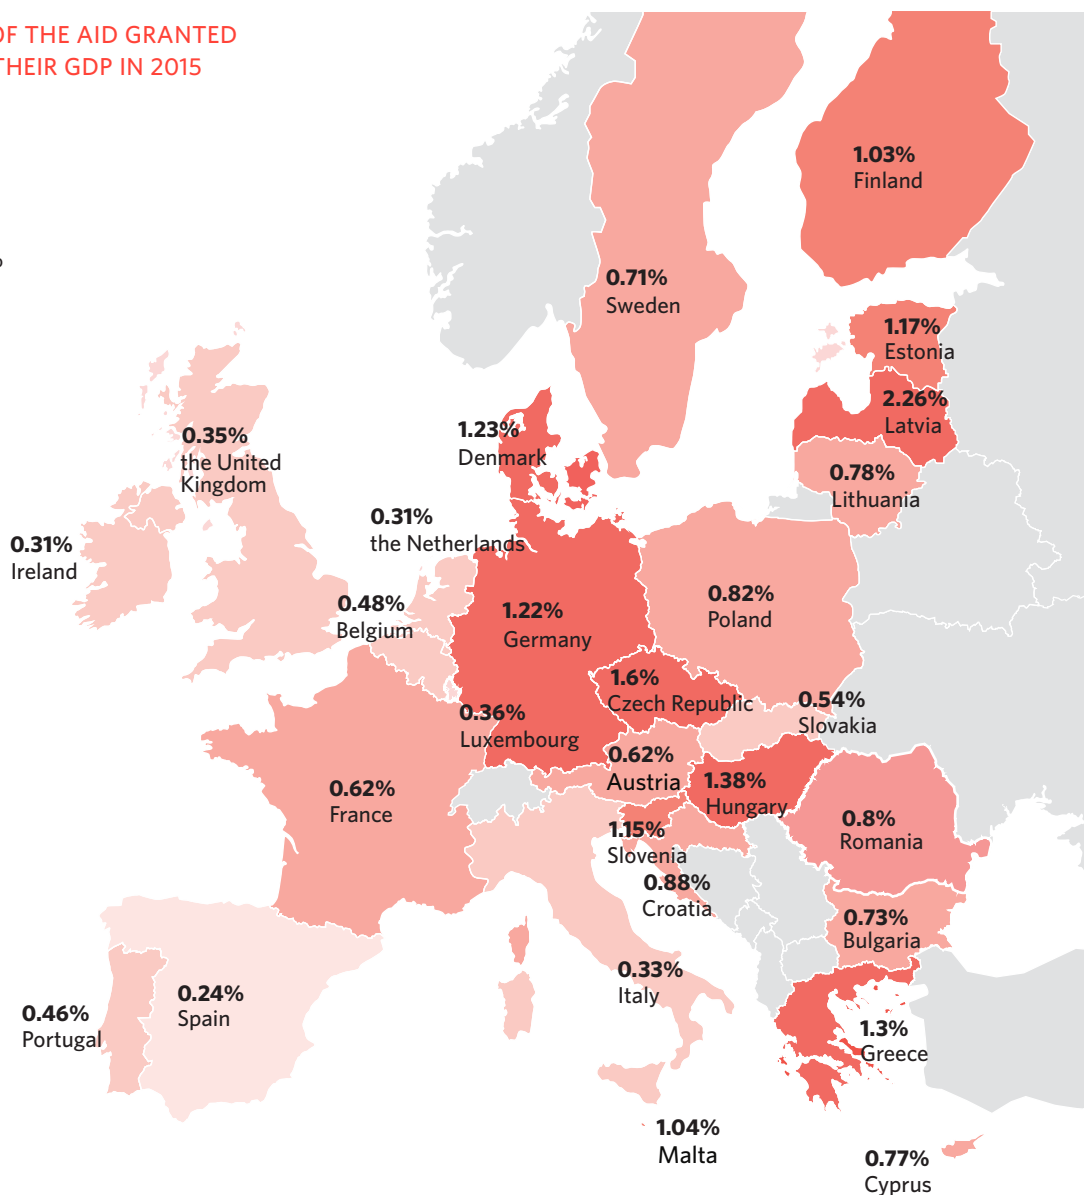 OF THE AID GRANTED
THEIR GDP IN 2015
1.03%
Finland
0.71%
Sweden
1.17%
Estonia
2.26%
Latvia
1.23%
Denmark
0.35%
the United
Kingdom
0.78%
Lithuania
0.31%
the Netherlands
0.31%
Ireland
0.48%
Belgium
1.22%
Germany
0.82%
Poland
1.6%
Czech Republic
0.54%
Slovakia
0.36%
Luxembourg
0.62%
Austria
1.38%
Hungary
0.62%
France
0.8%
Romania
1.15%
Slovenia
0.88%
Croatia
0.73%
Bulgaria
0.33%
Italy
0.24%
Spain
0.46%
Portugal
1.3%
Greece
1.04%
Malta
0.77%
Cyprus